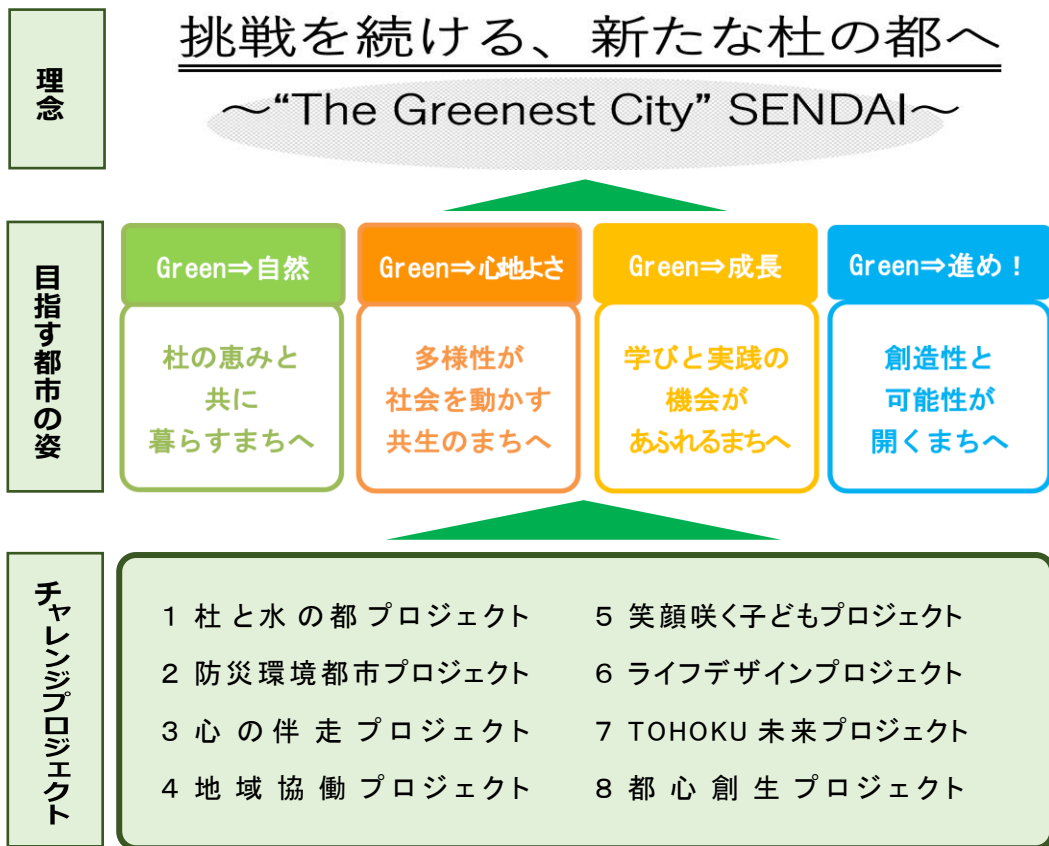 理念
挑戦を続ける、新たな杜の都へ
～“The Greenest City” SENDAI～
目指す都市の姿
Green⇒自然
杜の恵みと
共に
暮らすまちへ
Green⇒心地よさ
多様性が
社会を動かす
共生のまちへ
Green⇒成長
学びと実践の
機会が
あふれるまちへ
Green⇒進め！
創造性と
可能性が
開くまちへ
チャレンジプロジェクト
1 杜と水の都プロジェクト
2 防災環境都市プロジェクト
3 心の伴走プロジェクト
4 地域協働プロジェクト
5 笑顔咲く子どもプロジェクト
6 ライフデザインプロジェクト
7 TOHOKU 未来プロジェクト
8 都心創生プロジェクト